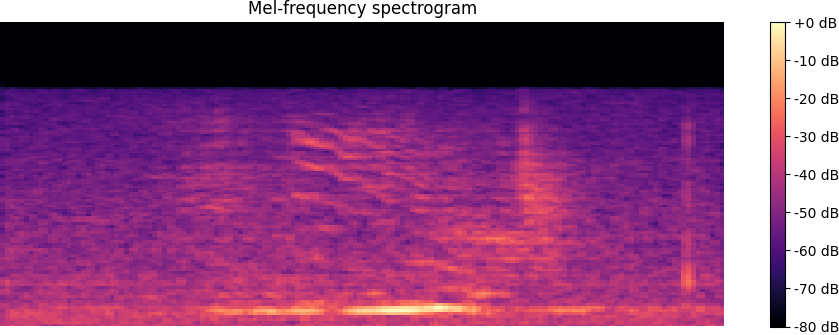 Mel-frequency spectrogram
+0 dB
-10 dB
-20 dB
-30 dB
-40 dB
-50 dB
-60 dB
-70 dB
-80 dB